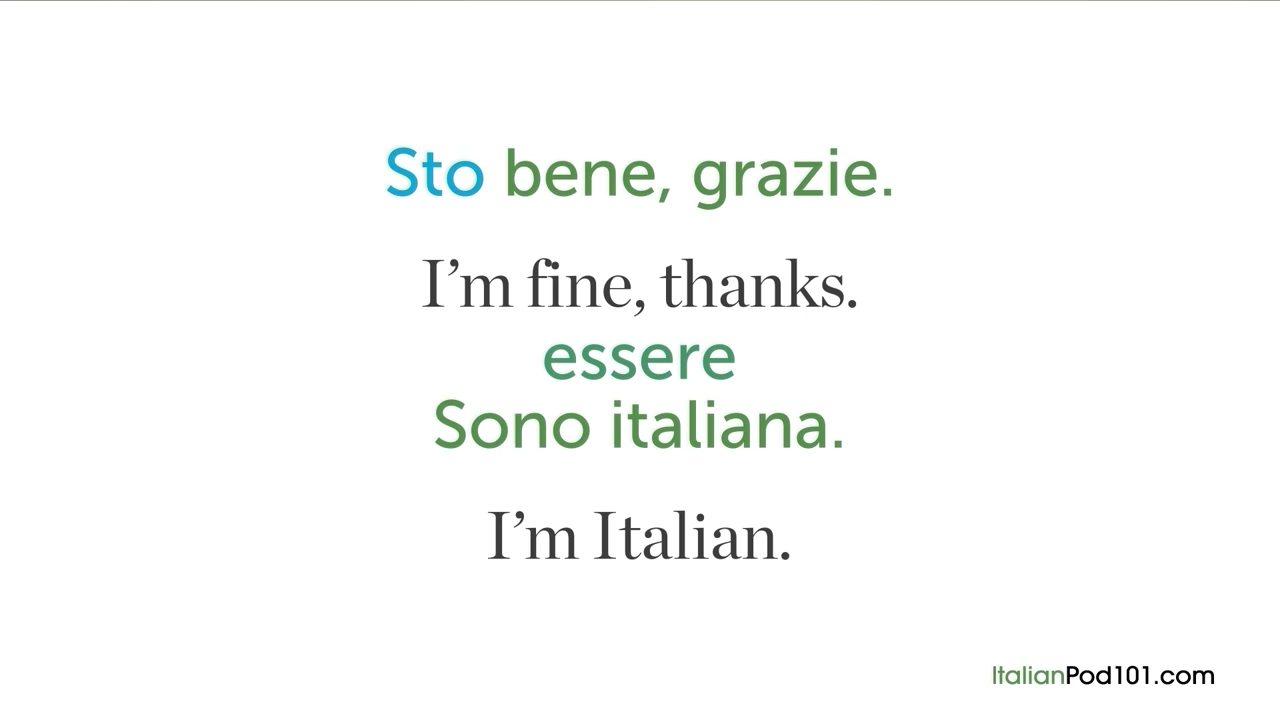 Sto bene, grazie.
I’m fine, thanks.
essere
Sono italiana.
I’m Italian.
ItalianPod101.com